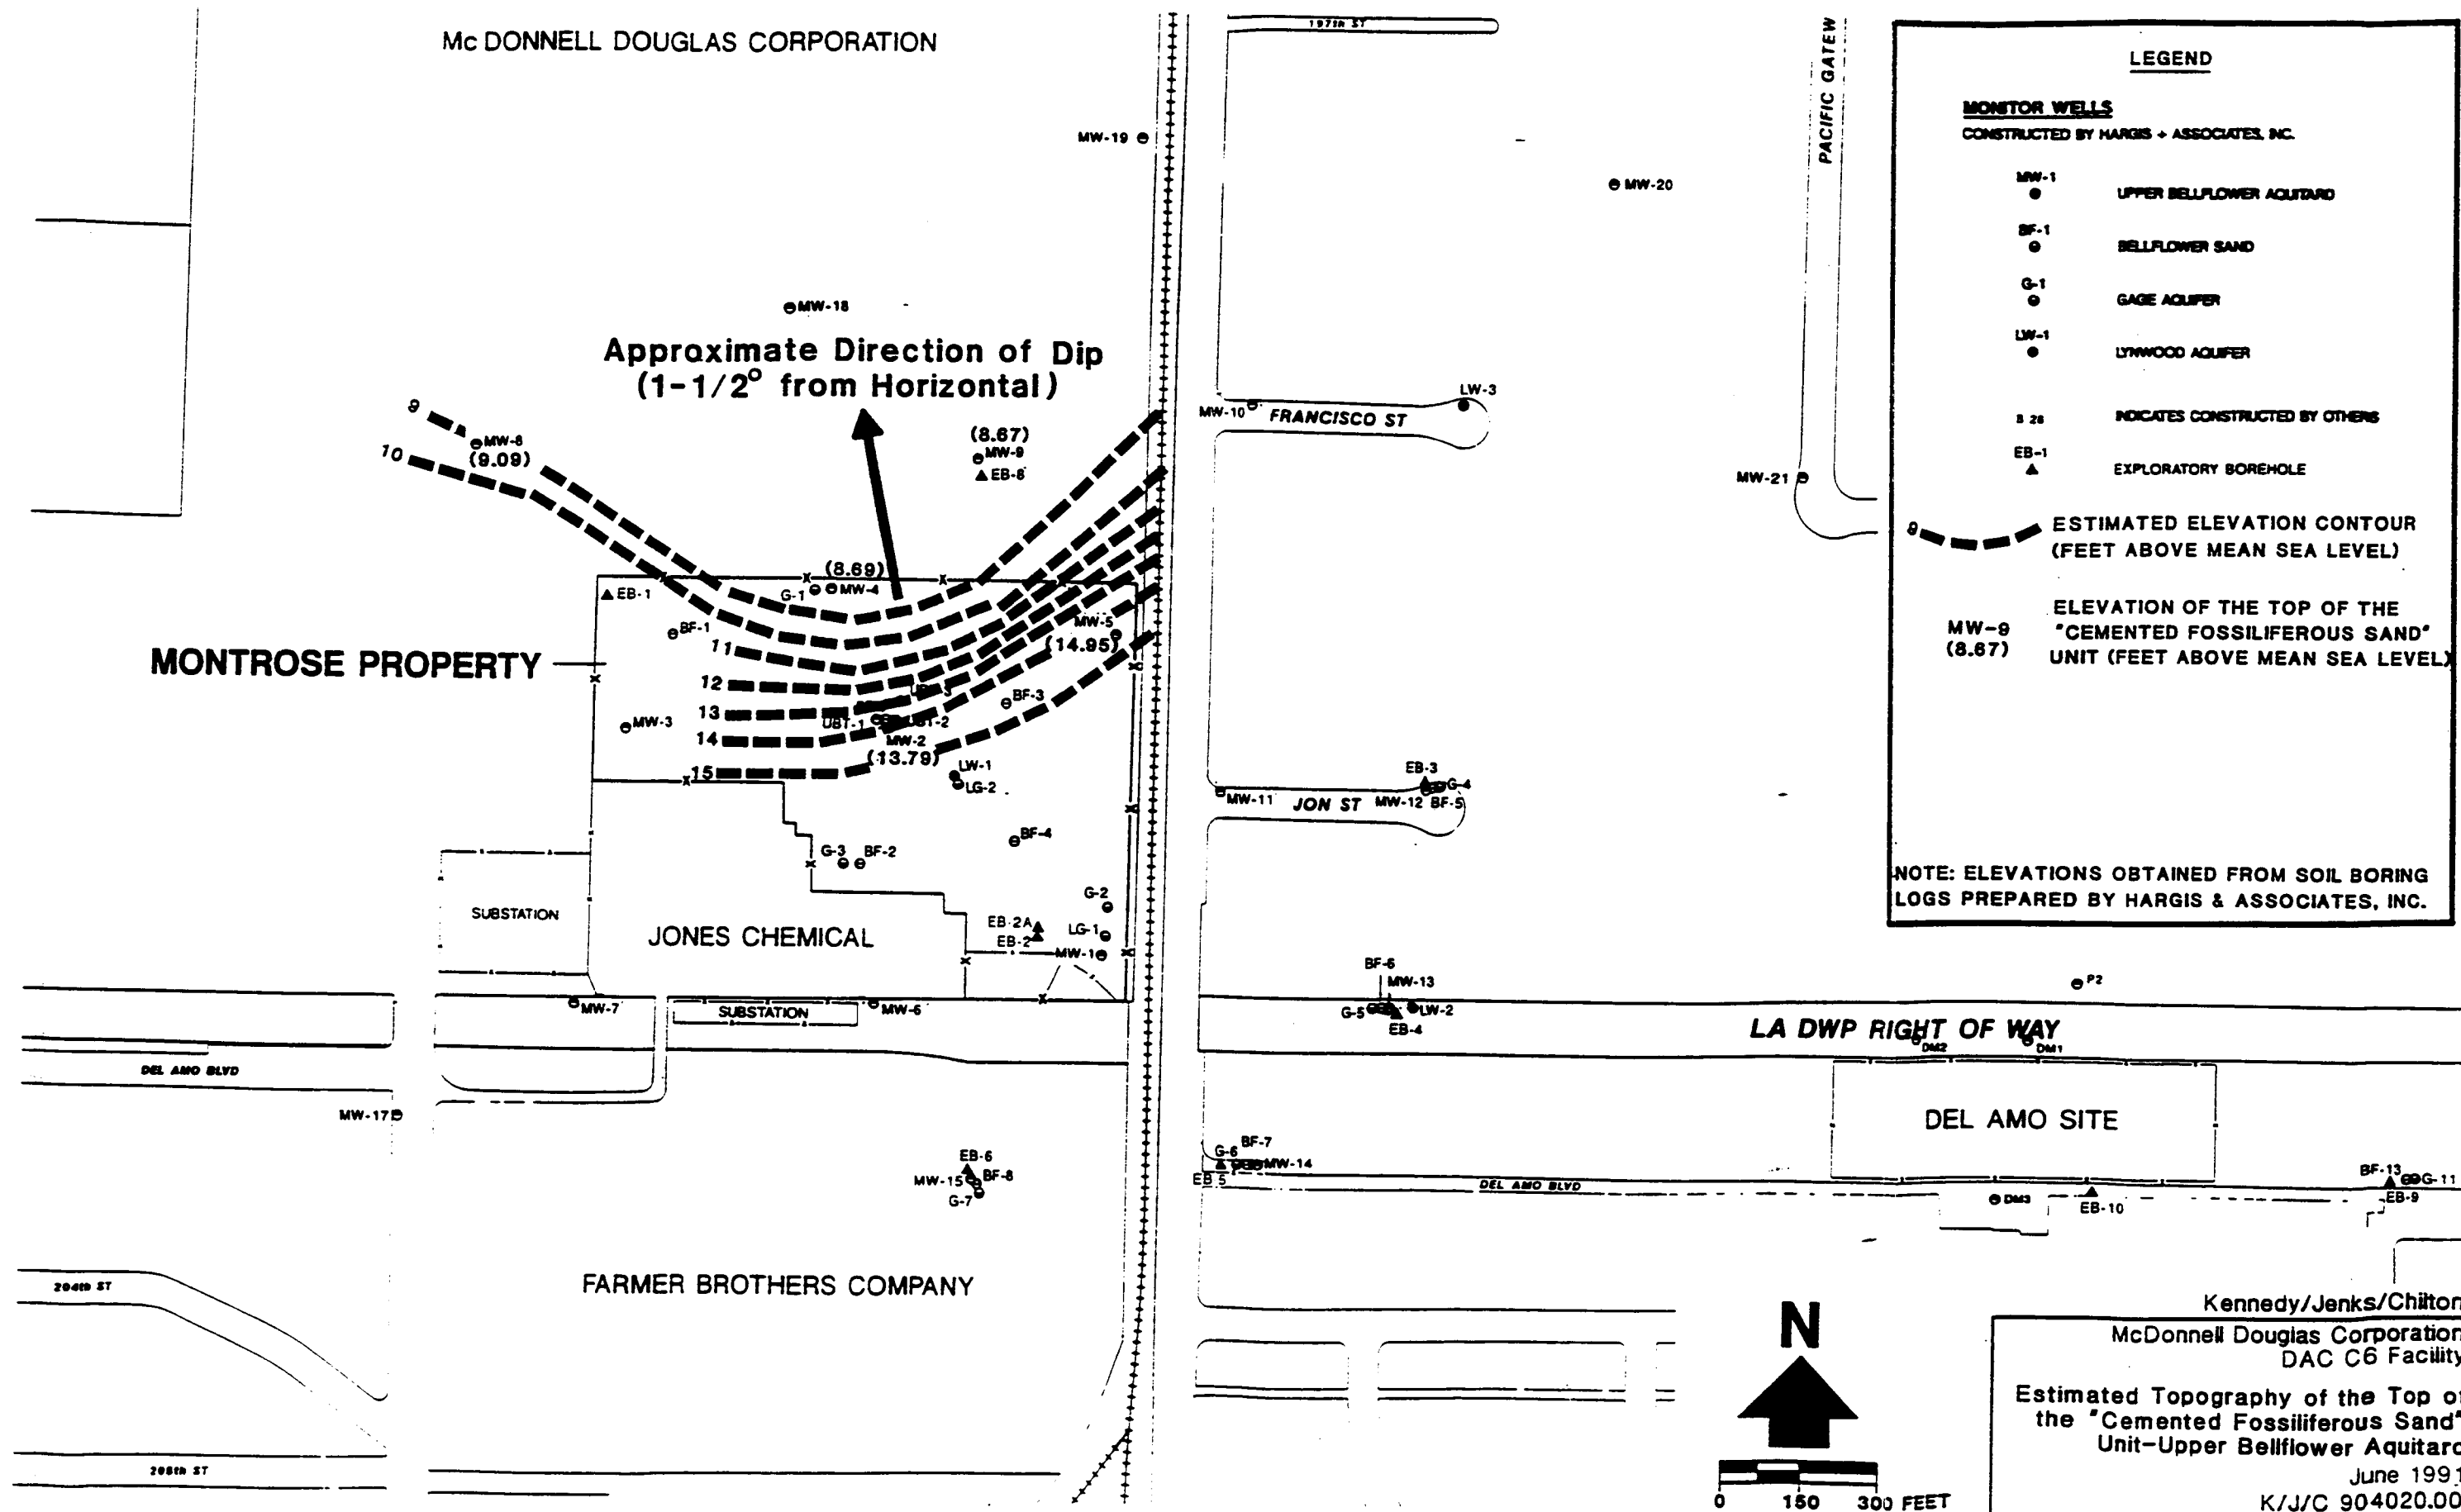 Mc DONNELL DOUGLAS CORPORATION
197th ST
PACIFIC GATEW
MW-19
MW-20
MW-18
Approximate Direction of Dip
(1-1/2° from Horizontal)
9
MW-8
(9.09)
10
(8.67)
MW-9
EB-8
MW-10
FRANCISCO ST
LW-3
MW-21
EB-1
G-1
(8.69)
MW-4
BF-1
MW-5
(14.95)
MONTROSE PROPERTY
11
12
13
14
15
MW-3
UBT-1
UBT-2
MW-2
(13.79)
BF-3
LW-1
LG-2
BF-4
G-3
BF-2
MW-11
JON ST
EB-3
G-4
MW-12
BF-5
G-2
EB-2A
EB-2
LG-1
MW-1
SUBSTATION
JONES CHEMICAL
MW-7
SUBSTATION
MW-6
BF-6
MW-13
G-5
LW-2
EB-4
P2
LA DWP RIGHT OF WAY
DM2
DM1
DEL AMO BLVD
MW-17
DEL AMO SITE
EB-6
MW-15
BF-8
G-7
G-6
BF-7
MW-14
EB 5
DEL AMO BLVD
DM3
EB-10
BF-13
G-11
EB-9
204th ST
FARMER BROTHERS COMPANY
208th ST
N
0 150 300 FEET
LEGEND
MONITOR WELLS
CONSTRUCTED BY HARGIS + ASSOCIATES, INC.
MW-1
UPPER BELLFLOWER AQUITARD
BF-1
BELLFLOWER SAND
G-1
GAGE AQUIFER
LW-1
LYNWOOD AQUIFER
INDICATES CONSTRUCTED BY OTHERS
EB-1
EXPLORATORY BOREHOLE
9
ESTIMATED ELEVATION CONTOUR
(FEET ABOVE MEAN SEA LEVEL)
MW-9
(8.67)
ELEVATION OF THE TOP OF THE
"CEMENTED FOSSILIFEROUS SAND"
UNIT (FEET ABOVE MEAN SEA LEVEL)
NOTE: ELEVATIONS OBTAINED FROM SOIL BORING
LOGS PREPARED BY HARGIS & ASSOCIATES, INC.
Kennedy/Jenks/Chilton
McDonnell Douglas Corporation
DAC C6 Facility
Estimated Topography of the Top of
the "Cemented Fossiliferous Sand"
Unit-Upper Bellflower Aquitard
June 1991
K/J/C 904020.00